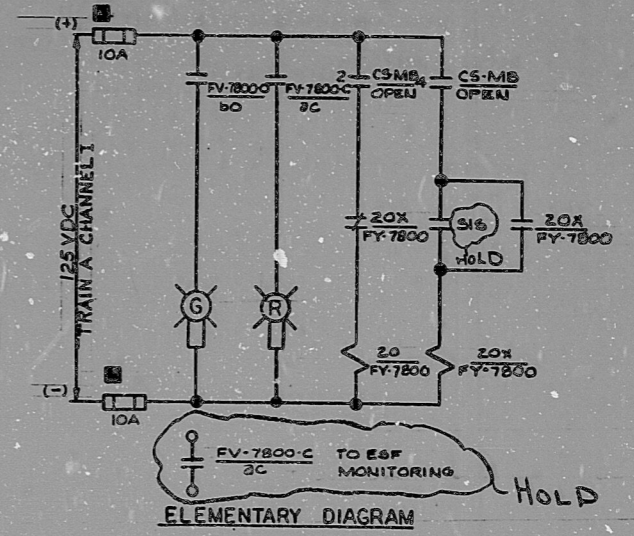 (+)
10A
FV-7800-O
bO
FV-7800-C
ac
2
CS-MB
OPEN
4
CS-MB
OPEN
125 VDC
TRAIN A CHANNEL I
20X
FY-7800
SIS
HOLD
20X
FY-7800
G
R
20
FY-7800
20X
FY-7800
(-)
10A
FV-7800-C
ac
TO ESF
MONITORING
HOLD
ELEMENTARY DIAGRAM